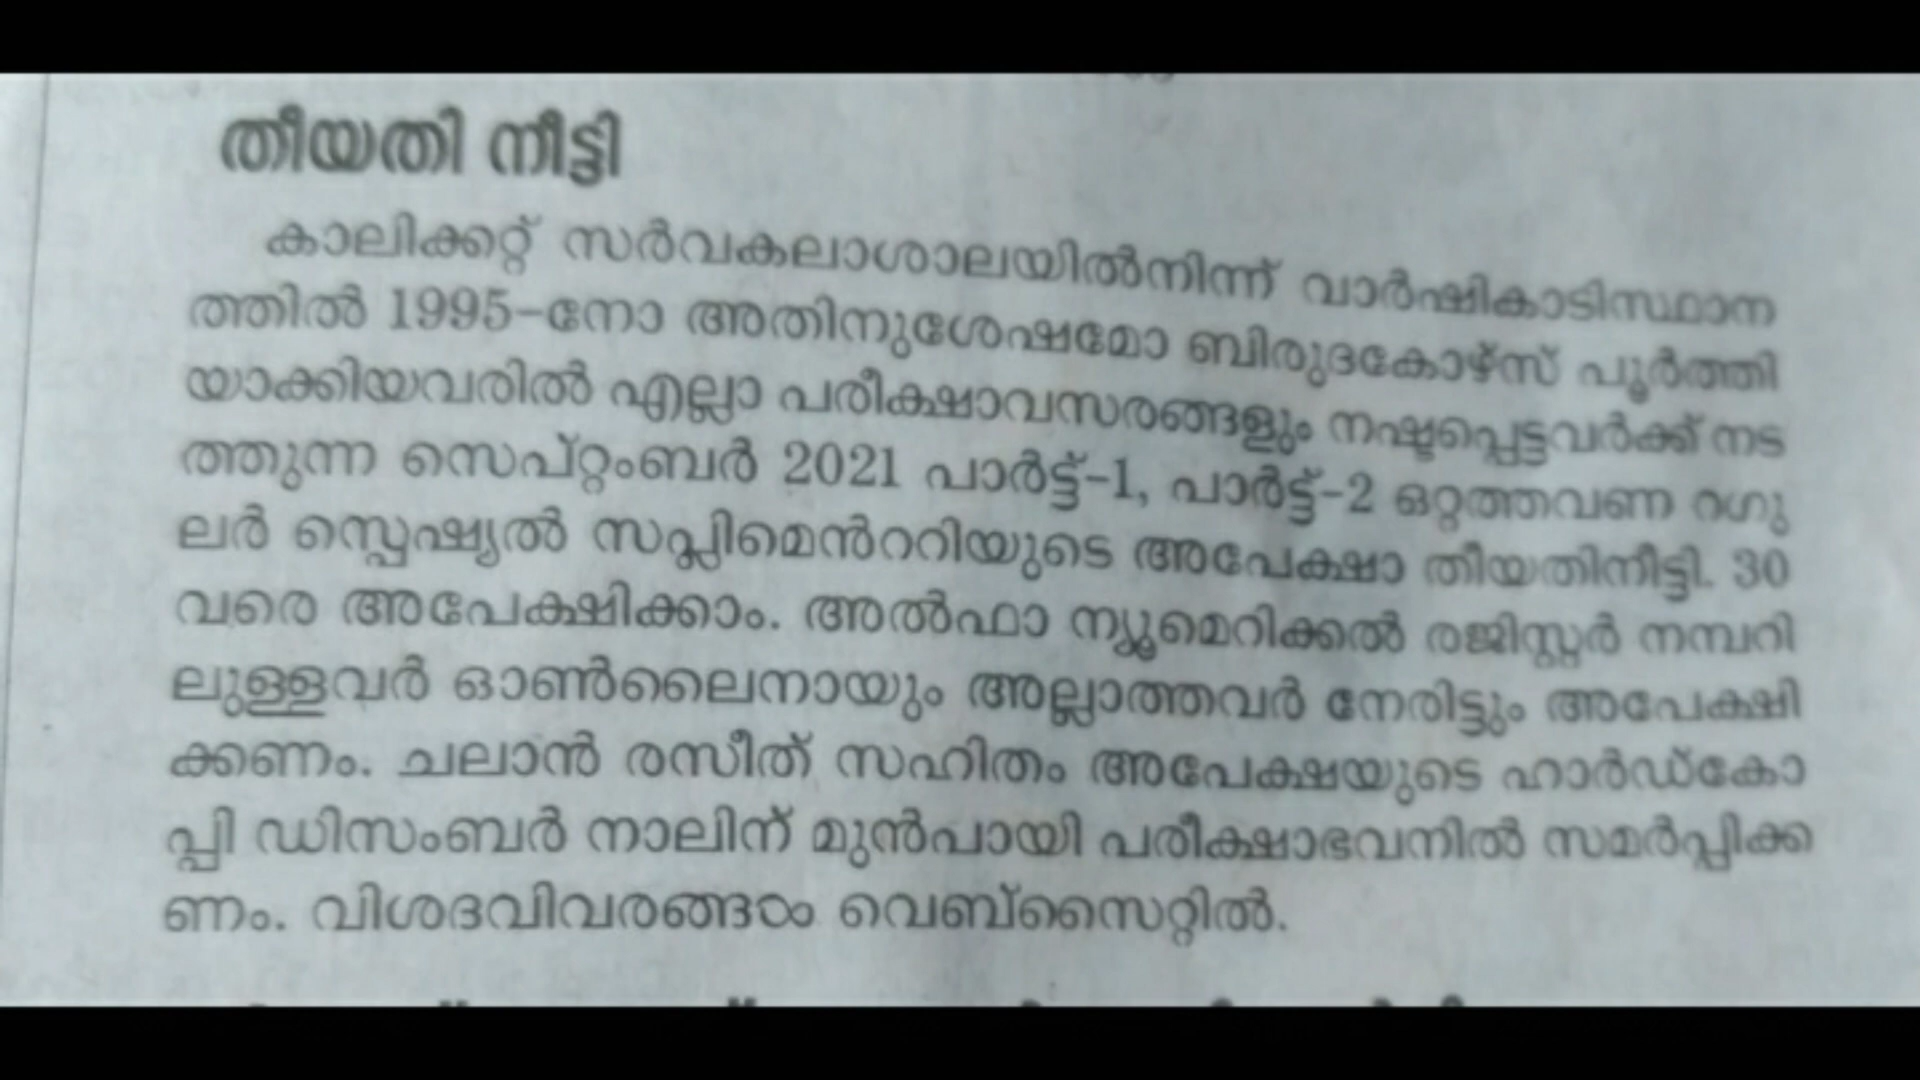 തീയതി നീട്ടി
കാലിക്കറ്റ് സർവകലാശാലയിൽനിന്ന് വാർഷികാടിസ്ഥാന
ത്തിൽ 1995-നോ അതിനുശേഷമോ ബിരുദകോഴ്സ് പൂർത്തി
യാക്കിയവരിൽ എല്ലാ പരീക്ഷാവസരങ്ങളും നഷ്ടപ്പെട്ടവർക്ക് നട
ത്തുന്ന സെപ്റ്റംബർ 2021 പാർട്ട്-1, പാർട്ട്-2 ഒറ്റത്തവണ റഗു
ലർ സ്പെഷ്യൽ സപ്ലിമെൻററിയുടെ അപേക്ഷാ തീയതിനീട്ടി. 30
വരെ അപേക്ഷിക്കാം. അൽഫാ ന്യൂമെറിക്കൽ രജിസ്റ്റർ നമ്പറി
ലുള്ളവർ ഓൺലൈനായും അല്ലാത്തവർ നേരിട്ടും അപേക്ഷി
ക്കണം. ചലാൻ രസീത് സഹിതം അപേക്ഷയുടെ ഹാർഡ്കോ
പ്പി ഡിസംബർ നാലിന് മുൻപായി പരീക്ഷാഭവനിൽ സമർപ്പിക്ക
ണം. വിശദവിവരങ്ങൾ വെബ്സൈറ്റിൽ.